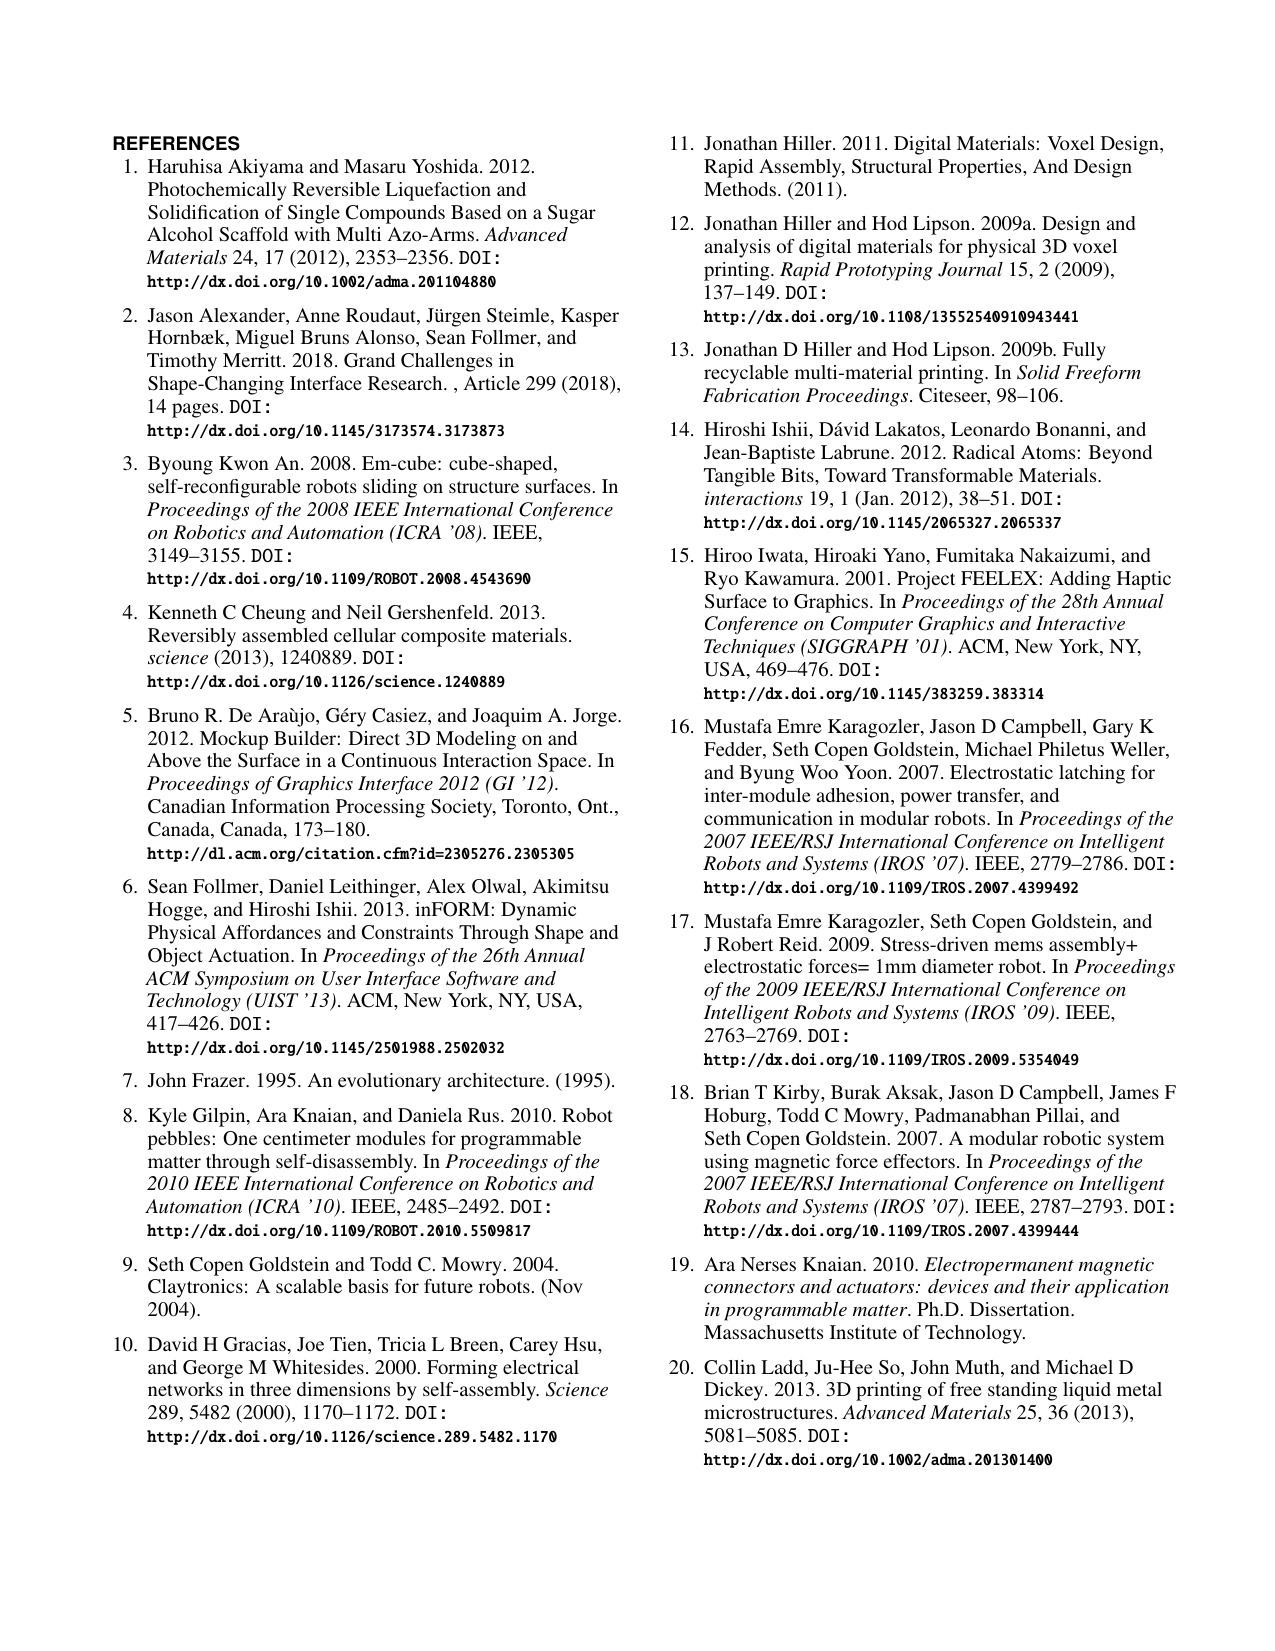 REFERENCES
1. Haruhisa Akiyama and Masaru Yoshida. 2012.
Photochemically Reversible Liquefaction and
Solidification of Single Compounds Based on a Sugar
Alcohol Scaffold with Multi Azo-Arms. Advanced
Materials 24, 17 (2012), 2353–2356. DOI:
http://dx.doi.org/10.1002/adma.201104880
2. Jason Alexander, Anne Roudaut, Jürgen Steimle, Kasper
Hornbæk, Miguel Bruns Alonso, Sean Follmer, and
Timothy Merritt. 2018. Grand Challenges in
Shape-Changing Interface Research. , Article 299 (2018),
14 pages. DOI:
http://dx.doi.org/10.1145/3173574.3173873
3. Byoung Kwon An. 2008. Em-cube: cube-shaped,
self-reconfigurable robots sliding on structure surfaces. In
Proceedings of the 2008 IEEE International Conference
on Robotics and Automation (ICRA ’08). IEEE,
3149–3155. DOI:
http://dx.doi.org/10.1109/ROBOT.2008.4543690
4. Kenneth C Cheung and Neil Gershenfeld. 2013.
Reversibly assembled cellular composite materials.
science (2013), 1240889. DOI:
http://dx.doi.org/10.1126/science.1240889
5. Bruno R. De Araùjo, Géry Casiez, and Joaquim A. Jorge.
2012. Mockup Builder: Direct 3D Modeling on and
Above the Surface in a Continuous Interaction Space. In
Proceedings of Graphics Interface 2012 (GI ’12).
Canadian Information Processing Society, Toronto, Ont.,
Canada, Canada, 173–180.
http://dl.acm.org/citation.cfm?id=2305276.2305305
6. Sean Follmer, Daniel Leithinger, Alex Olwal, Akimitsu
Hogge, and Hiroshi Ishii. 2013. inFORM: Dynamic
Physical Affordances and Constraints Through Shape and
Object Actuation. In Proceedings of the 26th Annual
ACM Symposium on User Interface Software and
Technology (UIST ’13). ACM, New York, NY, USA,
417–426. DOI:
http://dx.doi.org/10.1145/2501988.2502032
7. John Frazer. 1995. An evolutionary architecture. (1995).
8. Kyle Gilpin, Ara Knaian, and Daniela Rus. 2010. Robot
pebbles: One centimeter modules for programmable
matter through self-disassembly. In Proceedings of the
2010 IEEE International Conference on Robotics and
Automation (ICRA ’10). IEEE, 2485–2492. DOI:
http://dx.doi.org/10.1109/ROBOT.2010.5509817
9. Seth Copen Goldstein and Todd C. Mowry. 2004.
Claytronics: A scalable basis for future robots. (Nov
2004).
10. David H Gracias, Joe Tien, Tricia L Breen, Carey Hsu,
and George M Whitesides. 2000. Forming electrical
networks in three dimensions by self-assembly. Science
289, 5482 (2000), 1170–1172. DOI:
http://dx.doi.org/10.1126/science.289.5482.1170
11. Jonathan Hiller. 2011. Digital Materials: Voxel Design,
Rapid Assembly, Structural Properties, And Design
Methods. (2011).
12. Jonathan Hiller and Hod Lipson. 2009a. Design and
analysis of digital materials for physical 3D voxel
printing. Rapid Prototyping Journal 15, 2 (2009),
137–149. DOI:
http://dx.doi.org/10.1108/13552540910943441
13. Jonathan D Hiller and Hod Lipson. 2009b. Fully
recyclable multi-material printing. In Solid Freeform
Fabrication Proceedings. Citeseer, 98–106.
14. Hiroshi Ishii, Dávid Lakatos, Leonardo Bonanni, and
Jean-Baptiste Labrune. 2012. Radical Atoms: Beyond
Tangible Bits, Toward Transformable Materials.
interactions 19, 1 (Jan. 2012), 38–51. DOI:
http://dx.doi.org/10.1145/2065327.2065337
15. Hiroo Iwata, Hiroaki Yano, Fumitaka Nakaizumi, and
Ryo Kawamura. 2001. Project FEELEX: Adding Haptic
Surface to Graphics. In Proceedings of the 28th Annual
Conference on Computer Graphics and Interactive
Techniques (SIGGRAPH ’01). ACM, New York, NY,
USA, 469–476. DOI:
http://dx.doi.org/10.1145/383259.383314
16. Mustafa Emre Karagozler, Jason D Campbell, Gary K
Fedder, Seth Copen Goldstein, Michael Philetus Weller,
and Byung Woo Yoon. 2007. Electrostatic latching for
inter-module adhesion, power transfer, and
communication in modular robots. In Proceedings of the
2007 IEEE/RSJ International Conference on Intelligent
Robots and Systems (IROS ’07). IEEE, 2779–2786. DOI:
http://dx.doi.org/10.1109/IROS.2007.4399492
17. Mustafa Emre Karagozler, Seth Copen Goldstein, and
J Robert Reid. 2009. Stress-driven mems assembly+
electrostatic forces= 1mm diameter robot. In Proceedings
of the 2009 IEEE/RSJ International Conference on
Intelligent Robots and Systems (IROS ’09). IEEE,
2763–2769. DOI:
http://dx.doi.org/10.1109/IROS.2009.5354049
18. Brian T Kirby, Burak Aksak, Jason D Campbell, James F
Hoburg, Todd C Mowry, Padmanabhan Pillai, and
Seth Copen Goldstein. 2007. A modular robotic system
using magnetic force effectors. In Proceedings of the
2007 IEEE/RSJ International Conference on Intelligent
Robots and Systems (IROS ’07). IEEE, 2787–2793. DOI:
http://dx.doi.org/10.1109/IROS.2007.4399444
19. Ara Nerses Knaian. 2010. Electropermanent magnetic
connectors and actuators: devices and their application
in programmable matter. Ph.D. Dissertation.
Massachusetts Institute of Technology.
20. Collin Ladd, Ju-Hee So, John Muth, and Michael D
Dickey. 2013. 3D printing of free standing liquid metal
microstructures. Advanced Materials 25, 36 (2013),
5081–5085. DOI:
http://dx.doi.org/10.1002/adma.201301400